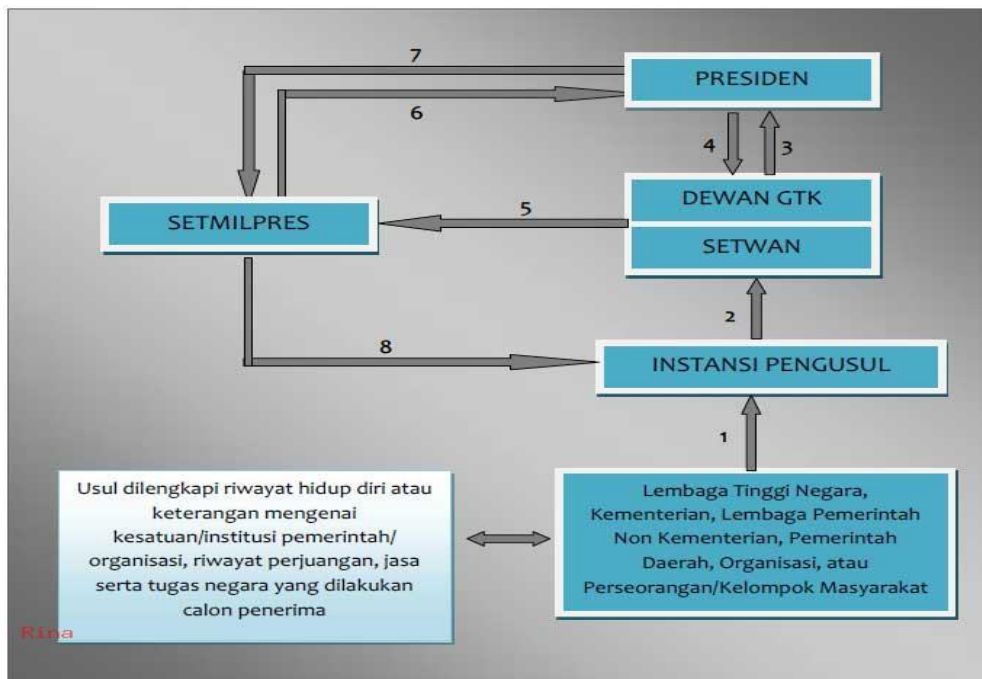 7
PRESIDEN
6
4
3
DEWAN GTK
5
SETMILPRES
SETWAN
2
8
INSTANSI PENGUSUL
1
Usul dilengkapi riwayat hidup diri atau
keterangan mengenai
kesatuan/institusi pemerintah/
organisasi, riwayat perjuangan, jasa
serta tugas negara yang dilakukan
calon penerima
Lembaga Tinggi Negara,
Kementerian, Lembaga Pemerintah
Non Kementerian, Pemerintah
Daerah, Organisasi, atau
Perseorangan/Kelompok Masyarakat
Rina